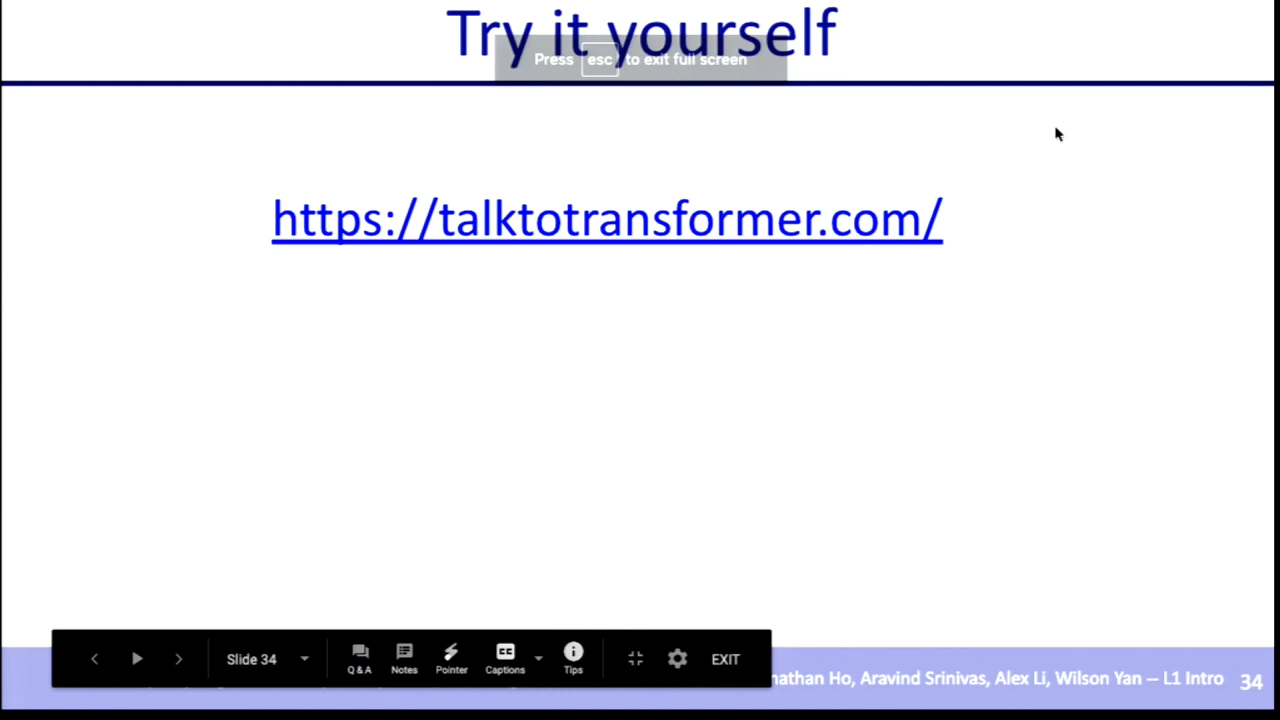 Try it yourself
Press esc to exit full screen
https://talktotransformer.com/
Slide 34
Q & A
Notes
Pointer
Captions
Tips
EXIT
Ho, Aravind Srinivas, Alex Li, Wilson Yan -- L1 Intro
34